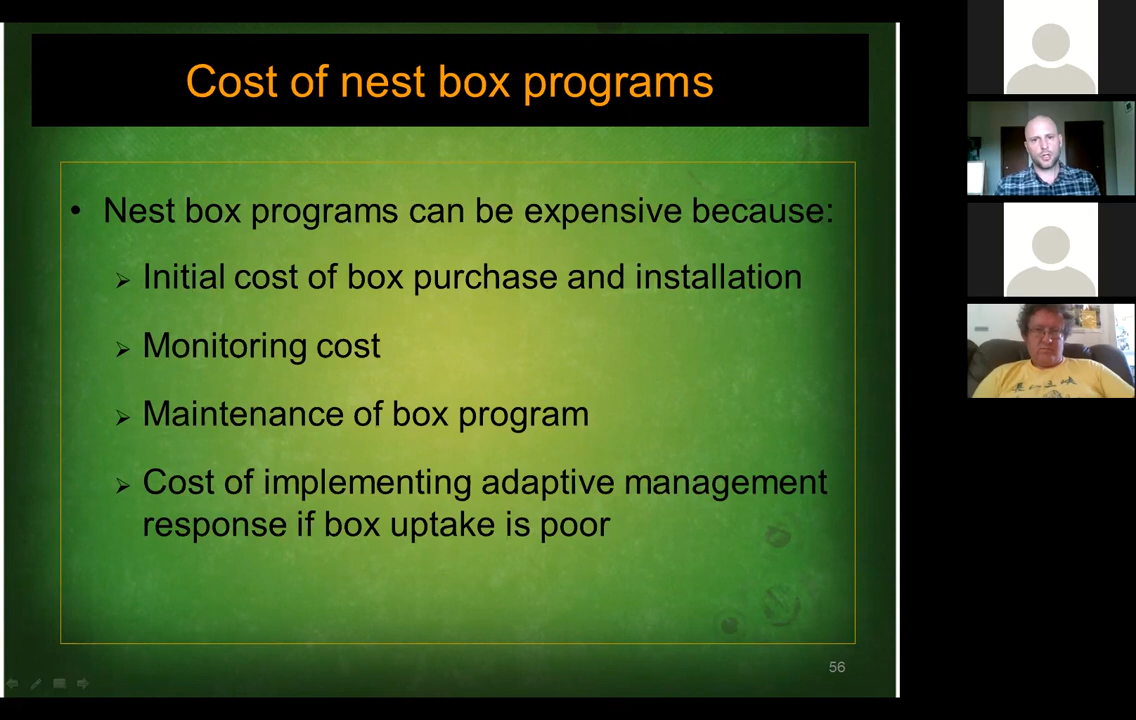 Cost of nest box programs
• Nest box programs can be expensive because:
➢ Initial cost of box purchase and installation
➢ Monitoring cost
➢ Maintenance of box program
➢ Cost of implementing adaptive management
response if box uptake is poor
56